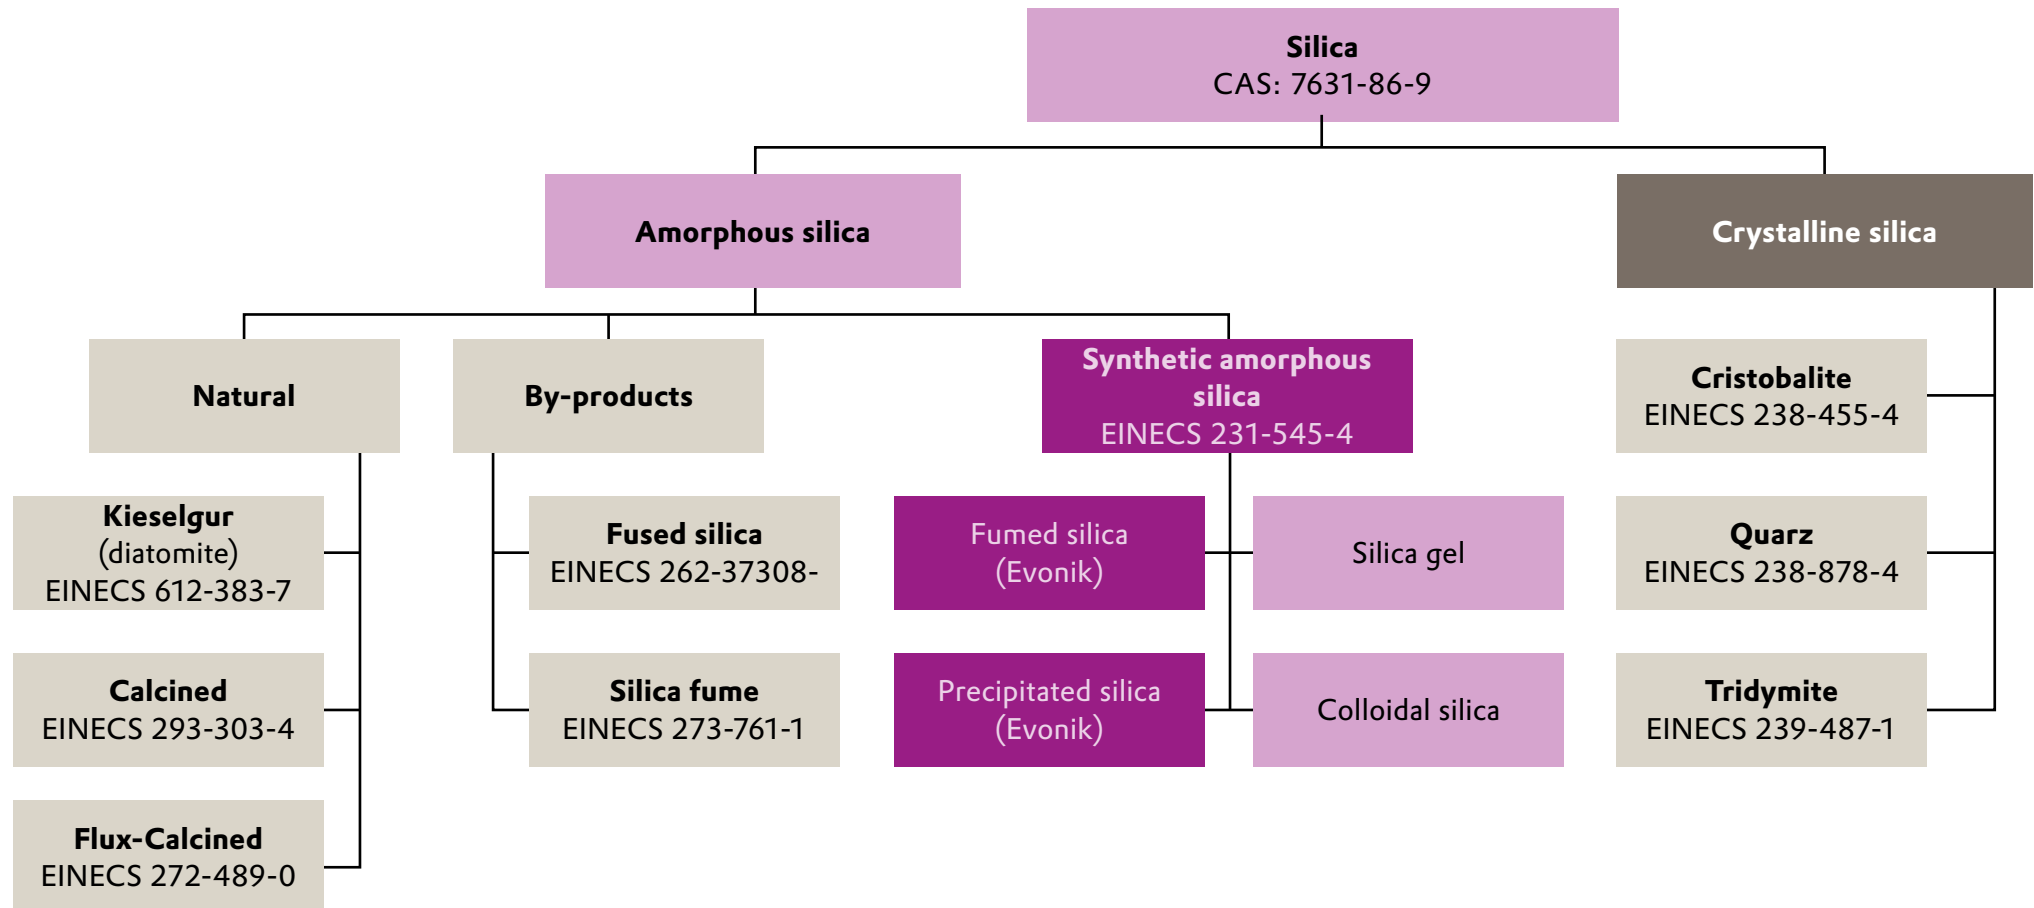 Silica
CAS: 7631-86-9
Amorphous silica
Crystalline silica
Natural
By-products
Synthetic amorphous
silica
EINECS 231-545-4
Cristobalite
EINECS 238-455-4
Kieselgur
(diatomite)
EINECS 612-383-7
Fused silica
EINECS 262-37308-
Fumed silica
(Evonik)
Silica gel
Quarz
EINECS 238-878-4
Calcined
EINECS 293-303-4
Silica fume
EINECS 273-761-1
Precipitated silica
(Evonik)
Colloidal silica
Tridymite
EINECS 239-487-1
Flux-Calcined
EINECS 272-489-0